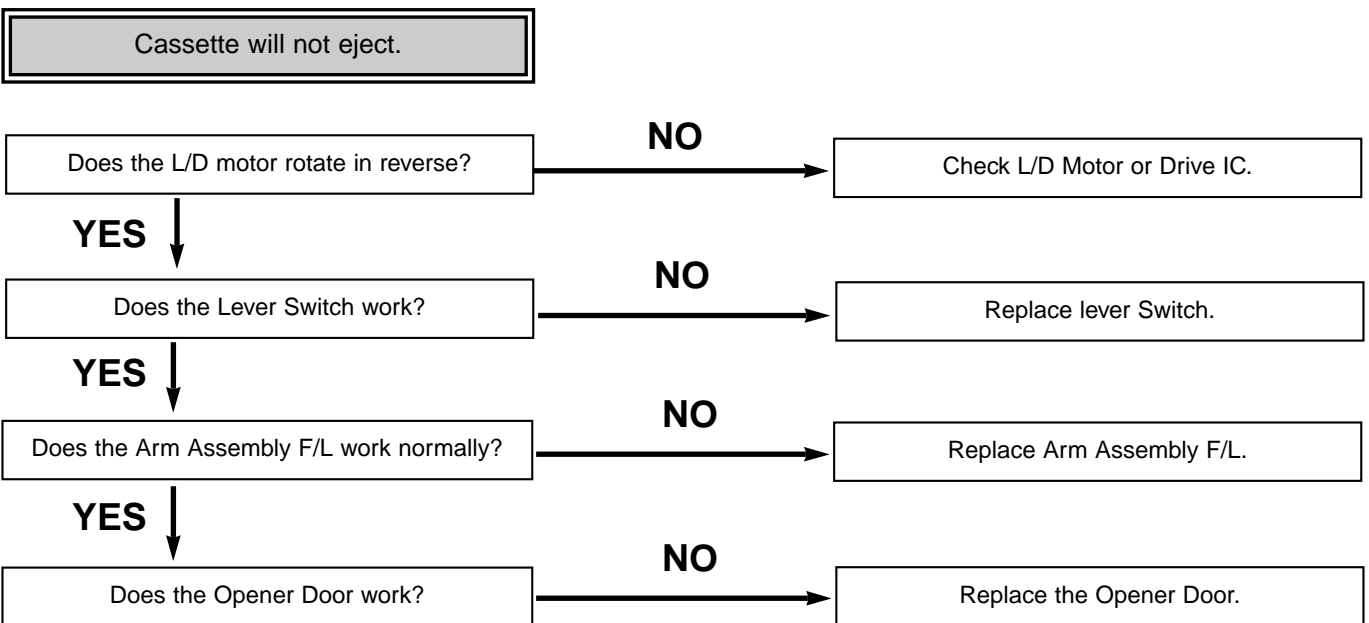 Cassette will not eject.
Does the L/D motor rotate in reverse?
NO
Check L/D Motor or Drive IC.
YES
Does the Lever Switch work?
NO
Replace lever Switch.
YES
Does the Arm Assembly F/L work normally?
NO
Replace Arm Assembly F/L.
YES
Does the Opener Door work?
NO
Replace the Opener Door.